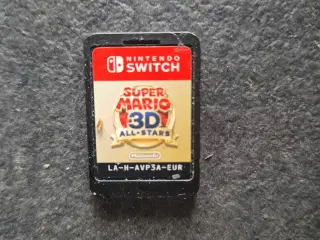 NINTENDO
SWITCH
SUPER
MARIO
3D
ALL-STARS
Nintendo
LA-H-AVP3A-EUR